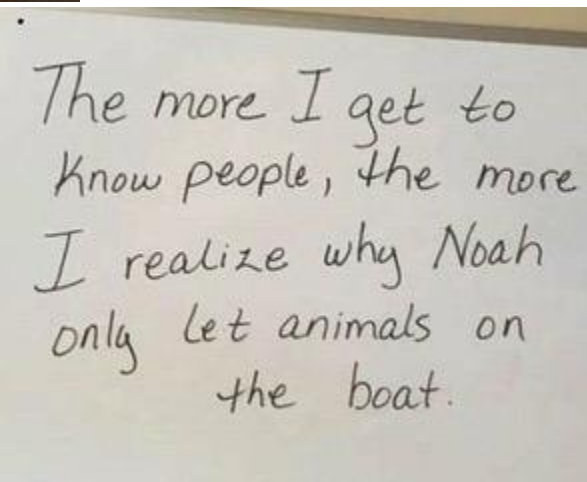 The more I get to
know people, the more
I realize why Noah
only let animals on
the boat.